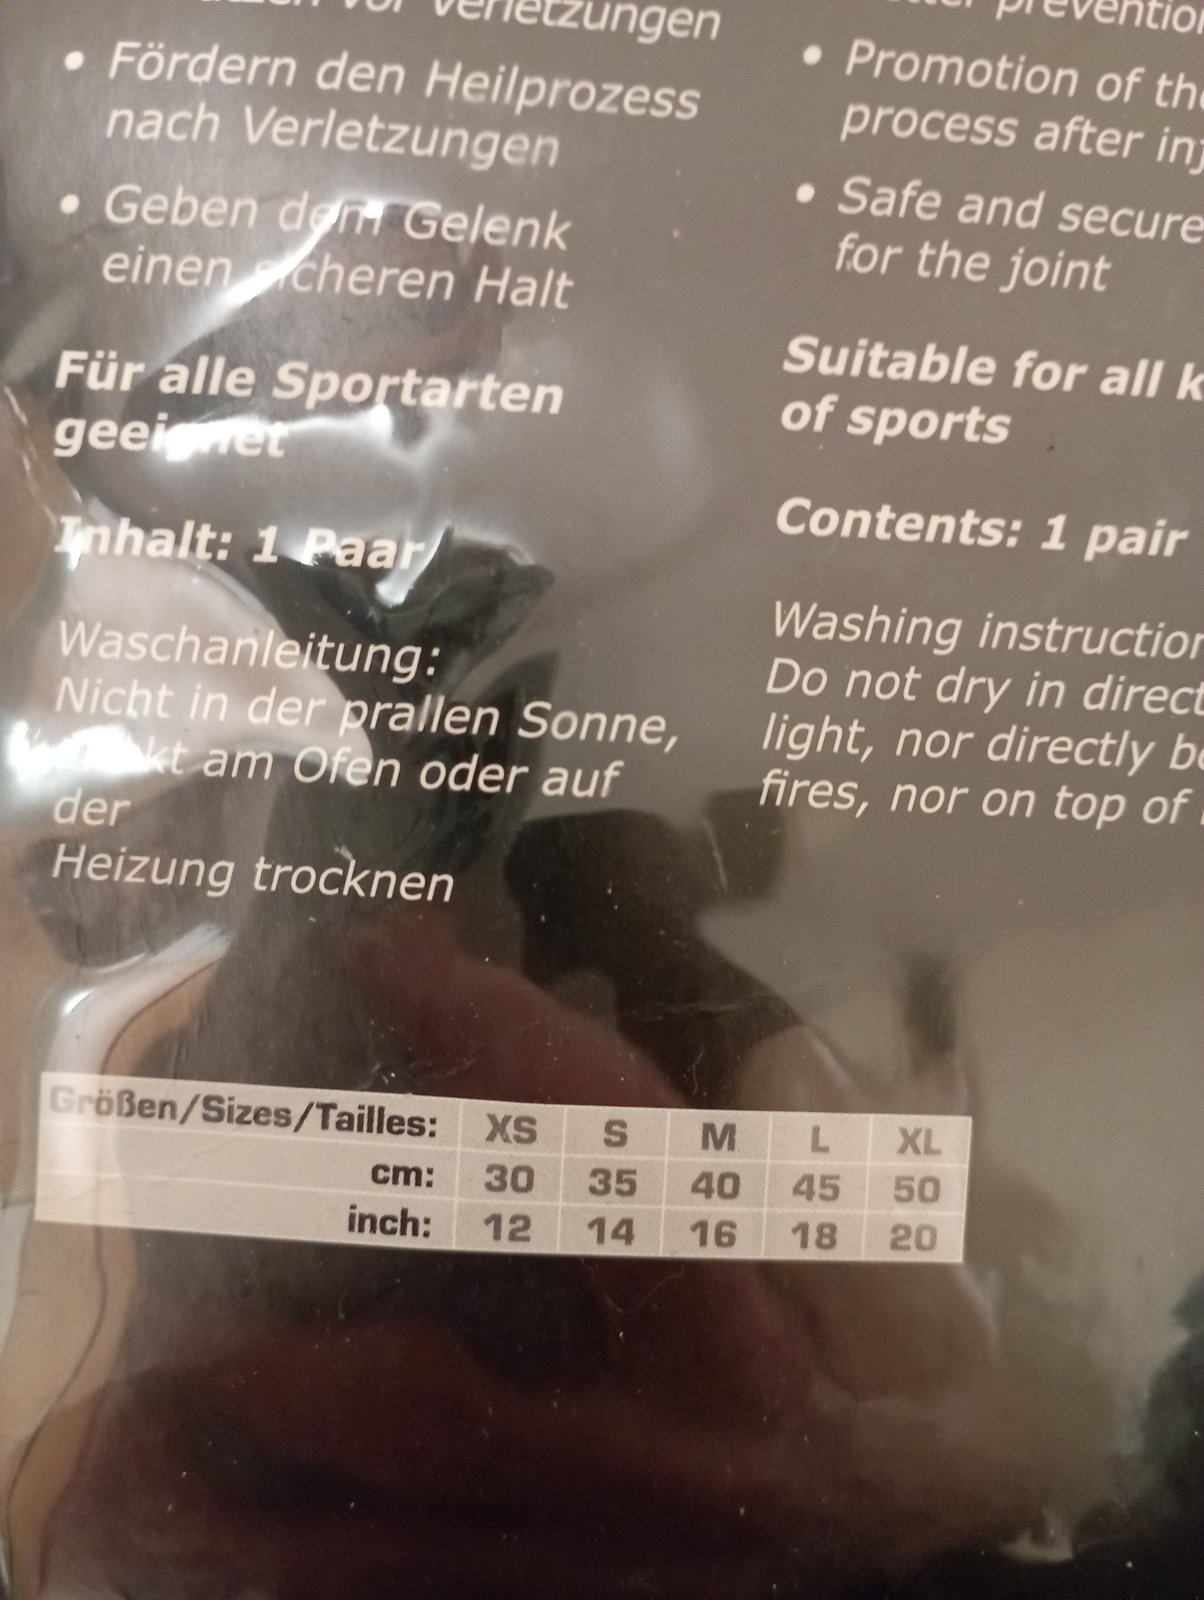 vor Verletzungen
• Fördern den Heilprozess
nach Verletzungen
• Geben dem Gelenk
einen sicheren Halt
Für alle Sportarten
geeignet
Inhalt: 1 Paar
Waschanleitung:
Nicht in der prallen Sonne,
am Ofen oder auf
der
Heizung trocknen
prevention
• Promotion of the
process after
• Safe and secure
for the joint
Suitable for all
of sports
Contents: 1 pair
Washing
Do not dry in direct
light, nor directly
fires, nor on top of
Größen/Sizes/Tailles: XS S M L XL
cm: 30 35 40 45 50
inch: 12 14 16 18 20